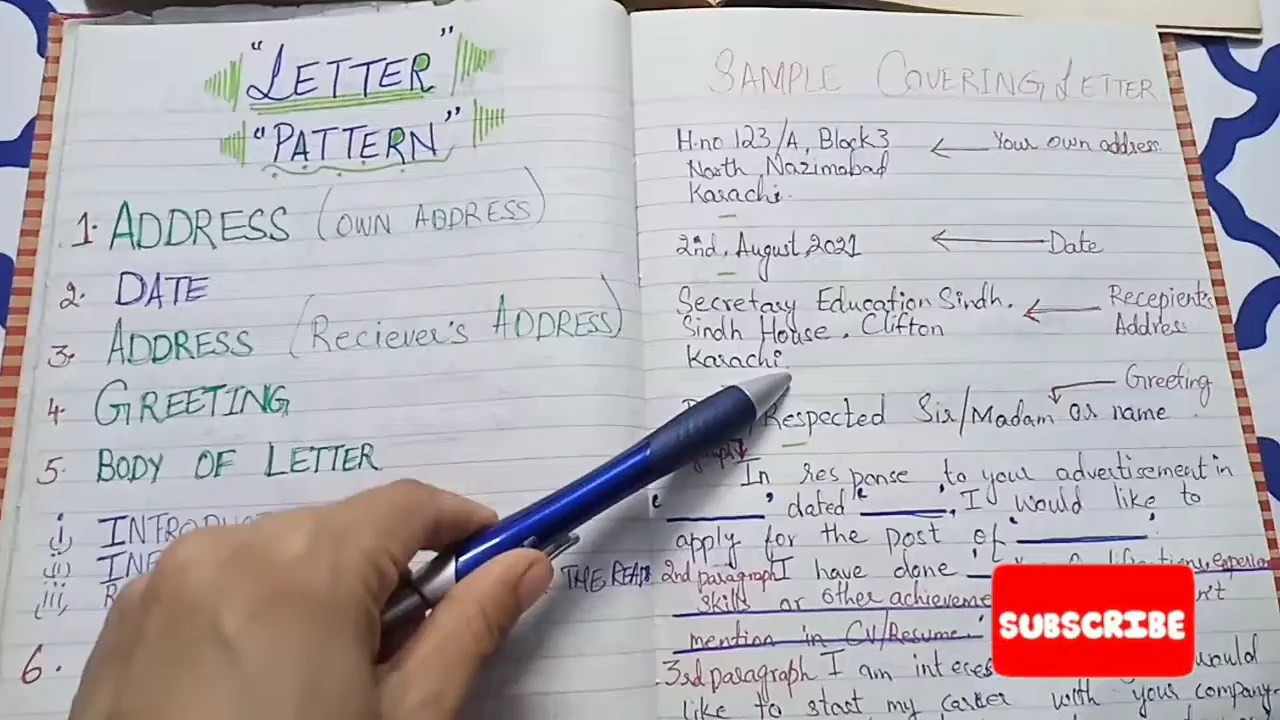 "LETTER"
"PATTERN"
1. ADDRESS (OWN ADDRESS)
2. DATE
3. ADDRESS (Reciever's ADDRESS)
4. GREETING
5. BODY OF LETTER
i)
ii)
iii)
THE READ
6.
SAMPLE COVERING LETTER
H.no 123/A, Block 3 ← Your own address
North Nazimabad
Karachi.
2nd, August, 2021 ← Date
Secretary Education Sindh. ← Recepients
Sindh House, Clifton Address
Karachi.
Greeting
Respected Sir/Madam or name
In response to your advertisement in
' ' dated ' ', I would like to
apply for the post of ' '.
2nd paragraph I have done
skills or other
mention in CV/Resume.
3rd paragraph I am would
like to start my career with your company
SUBSCRIBE